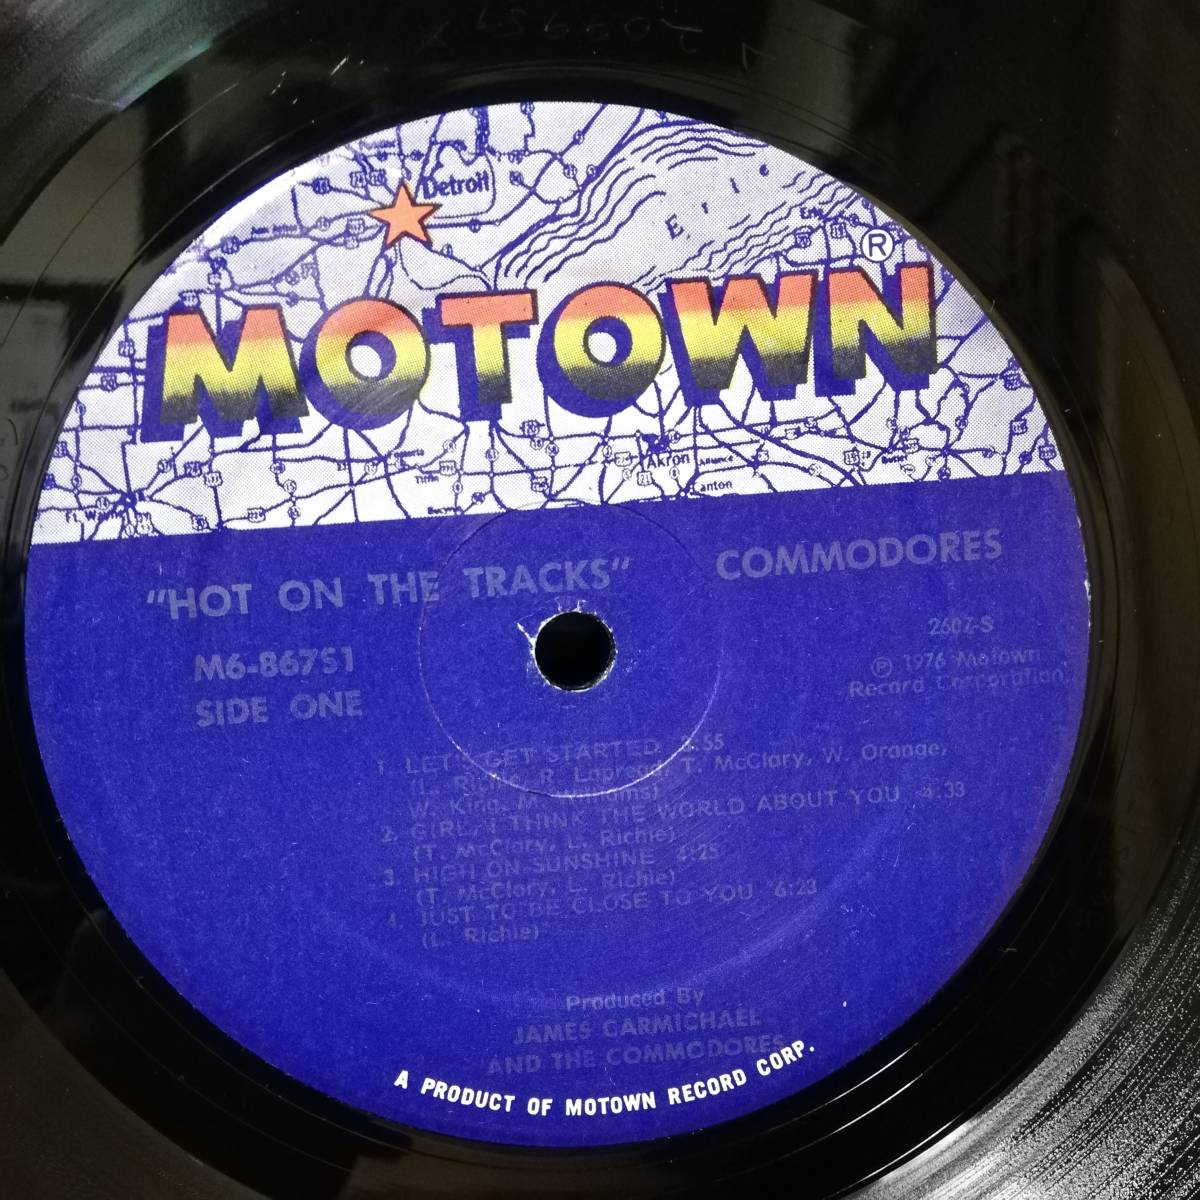 Detroit
Erie
Erie
®
MOTOWN
Akron
Canton
Ft. Wayne
"HOT ON THE TRACKS" COMMODORES
M6-867S1
SIDE ONE
2607-S
℗ 1976 Motown
Record Corporation
1. LET'S GET STARTED 3:55
(L. Richie, R. Lapread, T. McClary, W. Orange,
W. King, M. Williams)
2. GIRL, I THINK THE WORLD ABOUT YOU 4:33
(T. McClary, L. Richie)
3. HIGH ON SUNSHINE 4:25
(T. McClary, L. Richie)
4. JUST TO BE CLOSE TO YOU 6:23
(L. Richie)
Produced By
JAMES CARMICHAEL
AND THE COMMODORES
A PRODUCT OF MOTOWN RECORD CORP.